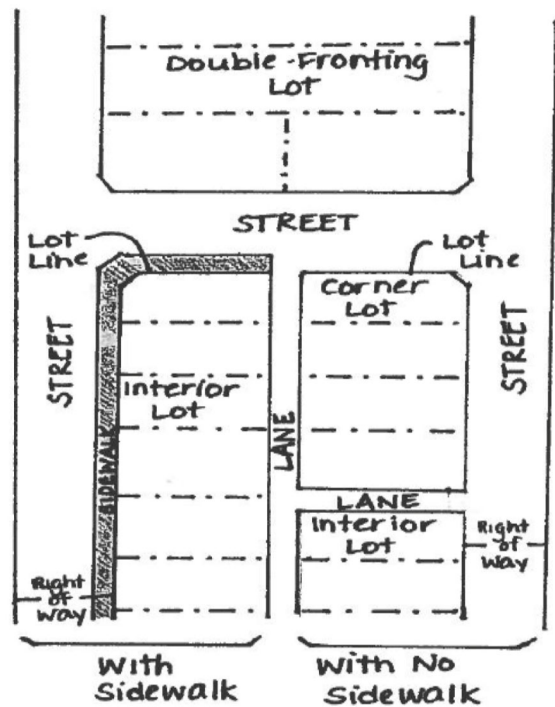 Double-Fronting
Lot
STREET
Lot
Line
Lot
Line
Corner
Lot
STREET
STREET
Interior
Lot
LANE
SIDEWALK
LANE
Interior
Lot
Right
of
Way
Right
of
Way
With
Sidewalk
With No
Sidewalk